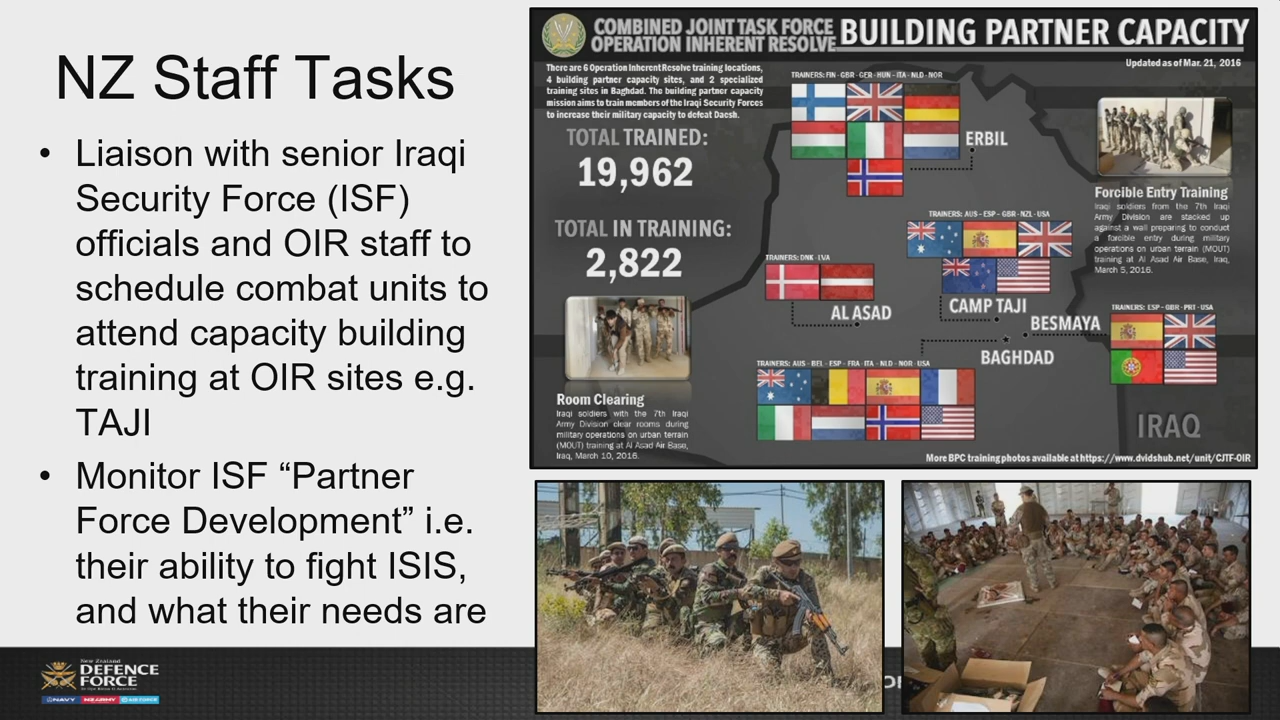 NZ Staff Tasks
• Liaison with senior Iraqi
Security Force (ISF)
officials and OIR staff to
schedule combat units to
attend capacity building
training at OIR sites e.g.
TAJI
• Monitor ISF “Partner
Force Development” i.e.
their ability to fight ISIS,
and what their needs are
COMBINED JOINT TASK FORCE
OPERATION INHERENT RESOLVE
BUILDING PARTNER CAPACITY
Updated as of Mar. 21, 2016
There are 6 Operation Inherent Resolve training locations,
4 building partner capacity sites, and 2 specialized
training sites in Baghdad. The building partner capacity
mission aims to train members of the Iraqi Security Forces
to increase their military capacity to defeat Daesh.
TOTAL TRAINED:
19,962
TOTAL IN TRAINING:
2,822
TRAINERS: FIN - GBR - GER - HUN - ITA - NLD - NOR
ERBIL
Forcible Entry Training
Iraqi soldiers from the 7th Iraqi
Army Division are stacked up
against a wall preparing to conduct
a forcible entry during military
operations on urban terrain (MOUT)
training at Al Asad Air Base, Iraq,
March 5, 2016.
TRAINERS: AUS - ESP - GBR - NZL - USA
CAMP TAJI
TRAINERS: DNK - LVA
AL ASAD
BESMAYA
TRAINERS: ESP - GBR - PRT - USA
BAGHDAD
TRAINERS: AUS - BEL - ESP - FRA - ITA - NLD - NOR - USA
Room Clearing
Iraqi soldiers with the 7th Iraqi
Army Division clear rooms during
military operations on urban terrain
(MOUT) training at Al Asad Air Base,
Iraq, March 10, 2016.
IRAQ
More BPC training photos available at https://www.dvidshub.net/unit/CJTF-OIR
New Zealand
DEFENCE
FORCE
Te Ope Kaatua o Aotearoa
NAVY NZ ARMY AIR FORCE